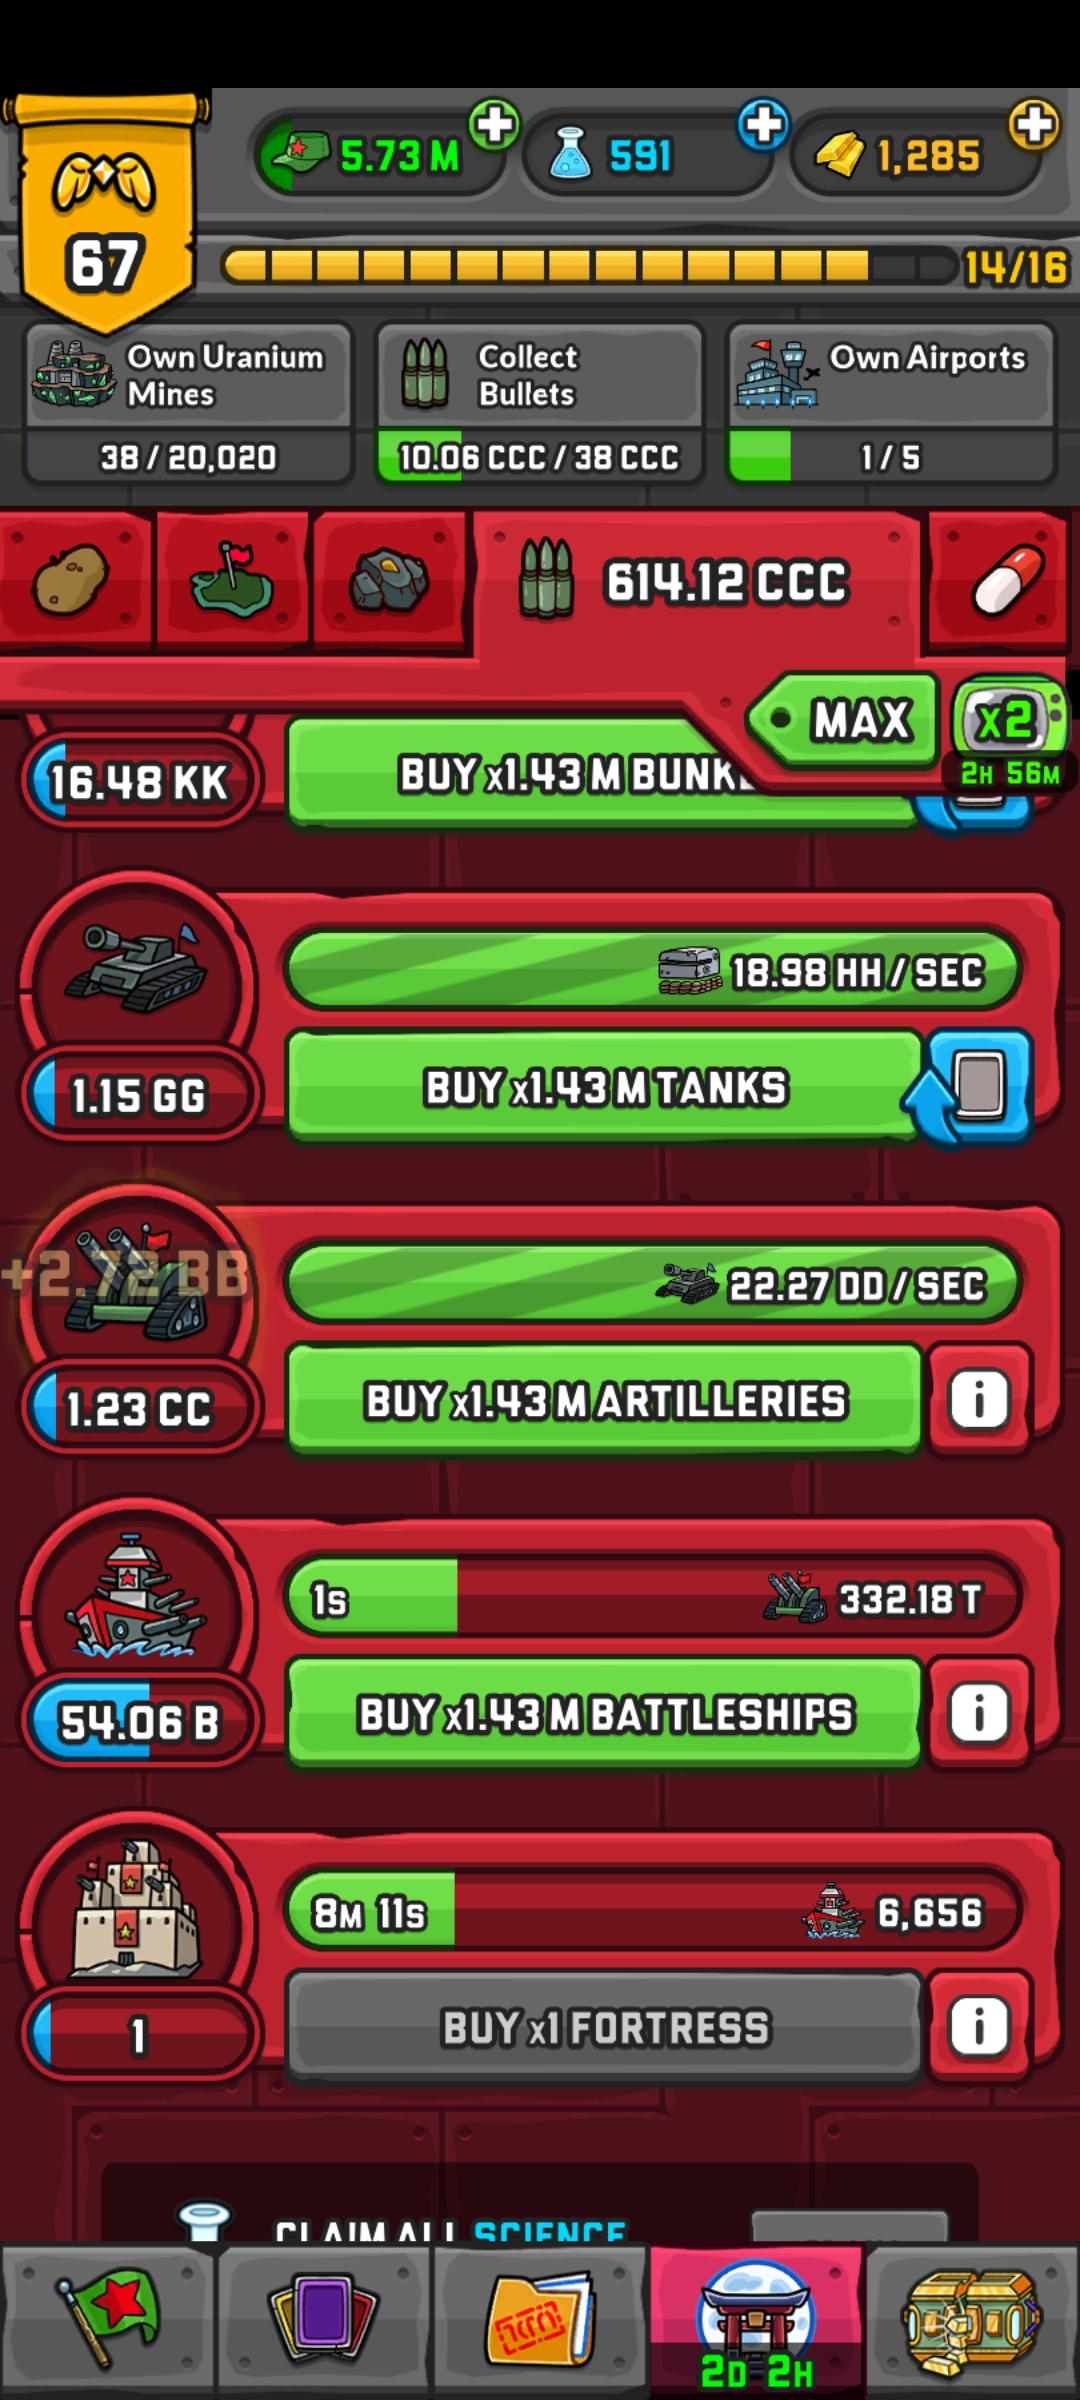 5.73 M
591
1,285
67
14/16
Own Uranium
Mines
38 / 20,020
Collect
Bullets
10.06 CCC / 38 CCC
Own Airports
1 / 5
614.12 CCC
MAX
x2
2H 56M
16.48 KK
BUY x1.43 M
18.98 HH / SEC
1.15 GG
BUY x1.43 M TANKS
+2.72 BB
22.27 DD / SEC
1.23 CC
BUY x1.43 M ARTILLERIES
1s
332.18 T
54.06 B
BUY x1.43 M BATTLESHIPS
8M 11s
6,656
1
BUY x1 FORTRESS
CLAIM ALL SCIENCE
2D 2H